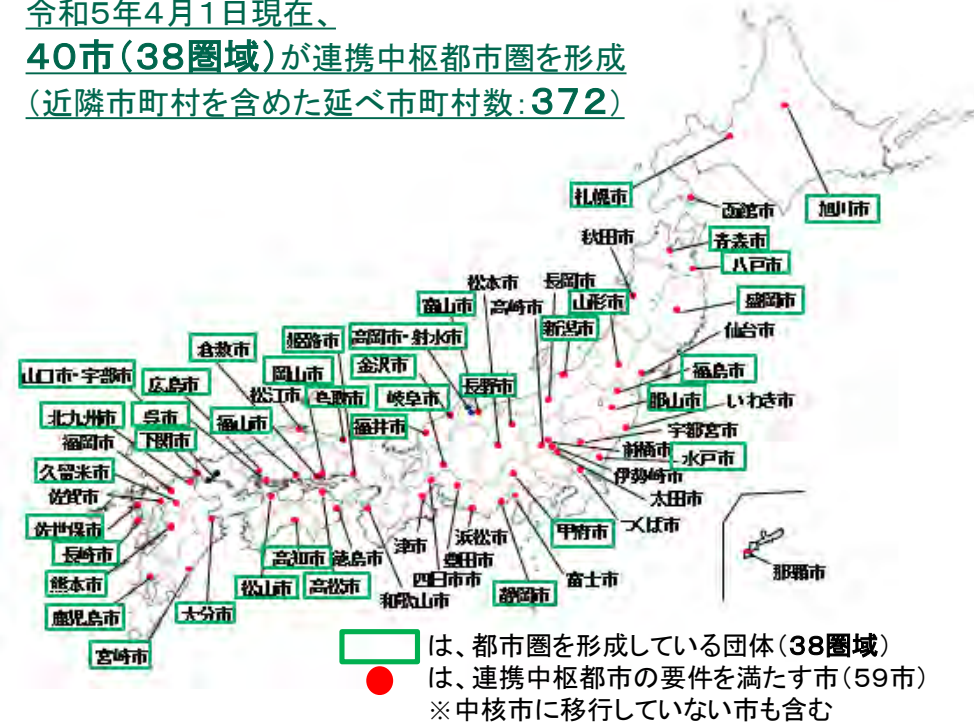 令和5年4月1日現在、
40市(38圏域)が連携中枢都市圏を形成
(近隣市町村を含めた延べ市町村数:372)
札幌市
函館市
旭川市
秋田市
青森市
八戸市
松本市
長岡市
富山市
高崎市
山形市
盛岡市
新潟市
仙台市
倉敷市
姫路市
高岡市・射水市
山口市・宇部市
広島市
岡山市
金沢市
長野市
福島市
松江市
鳥取市
岐阜市
郡山市
いわき市
北九州市
呉市
福山市
福井市
宇都宮市
福岡市
下関市
前橋市
水戸市
久留米市
伊勢崎市
佐賀市
太田市
佐世保市
つくば市
長崎市
高知市
徳島市
津市
浜松市
甲府市
豊田市
熊本市
松山市
高松市
四日市市
富士市
那覇市
和歌山市
静岡市
鹿児島市
大分市
宮崎市
は、都市圏を形成している団体(38圏域)
は、連携中枢都市の要件を満たす市(59市)
※中核市に移行していない市も含む